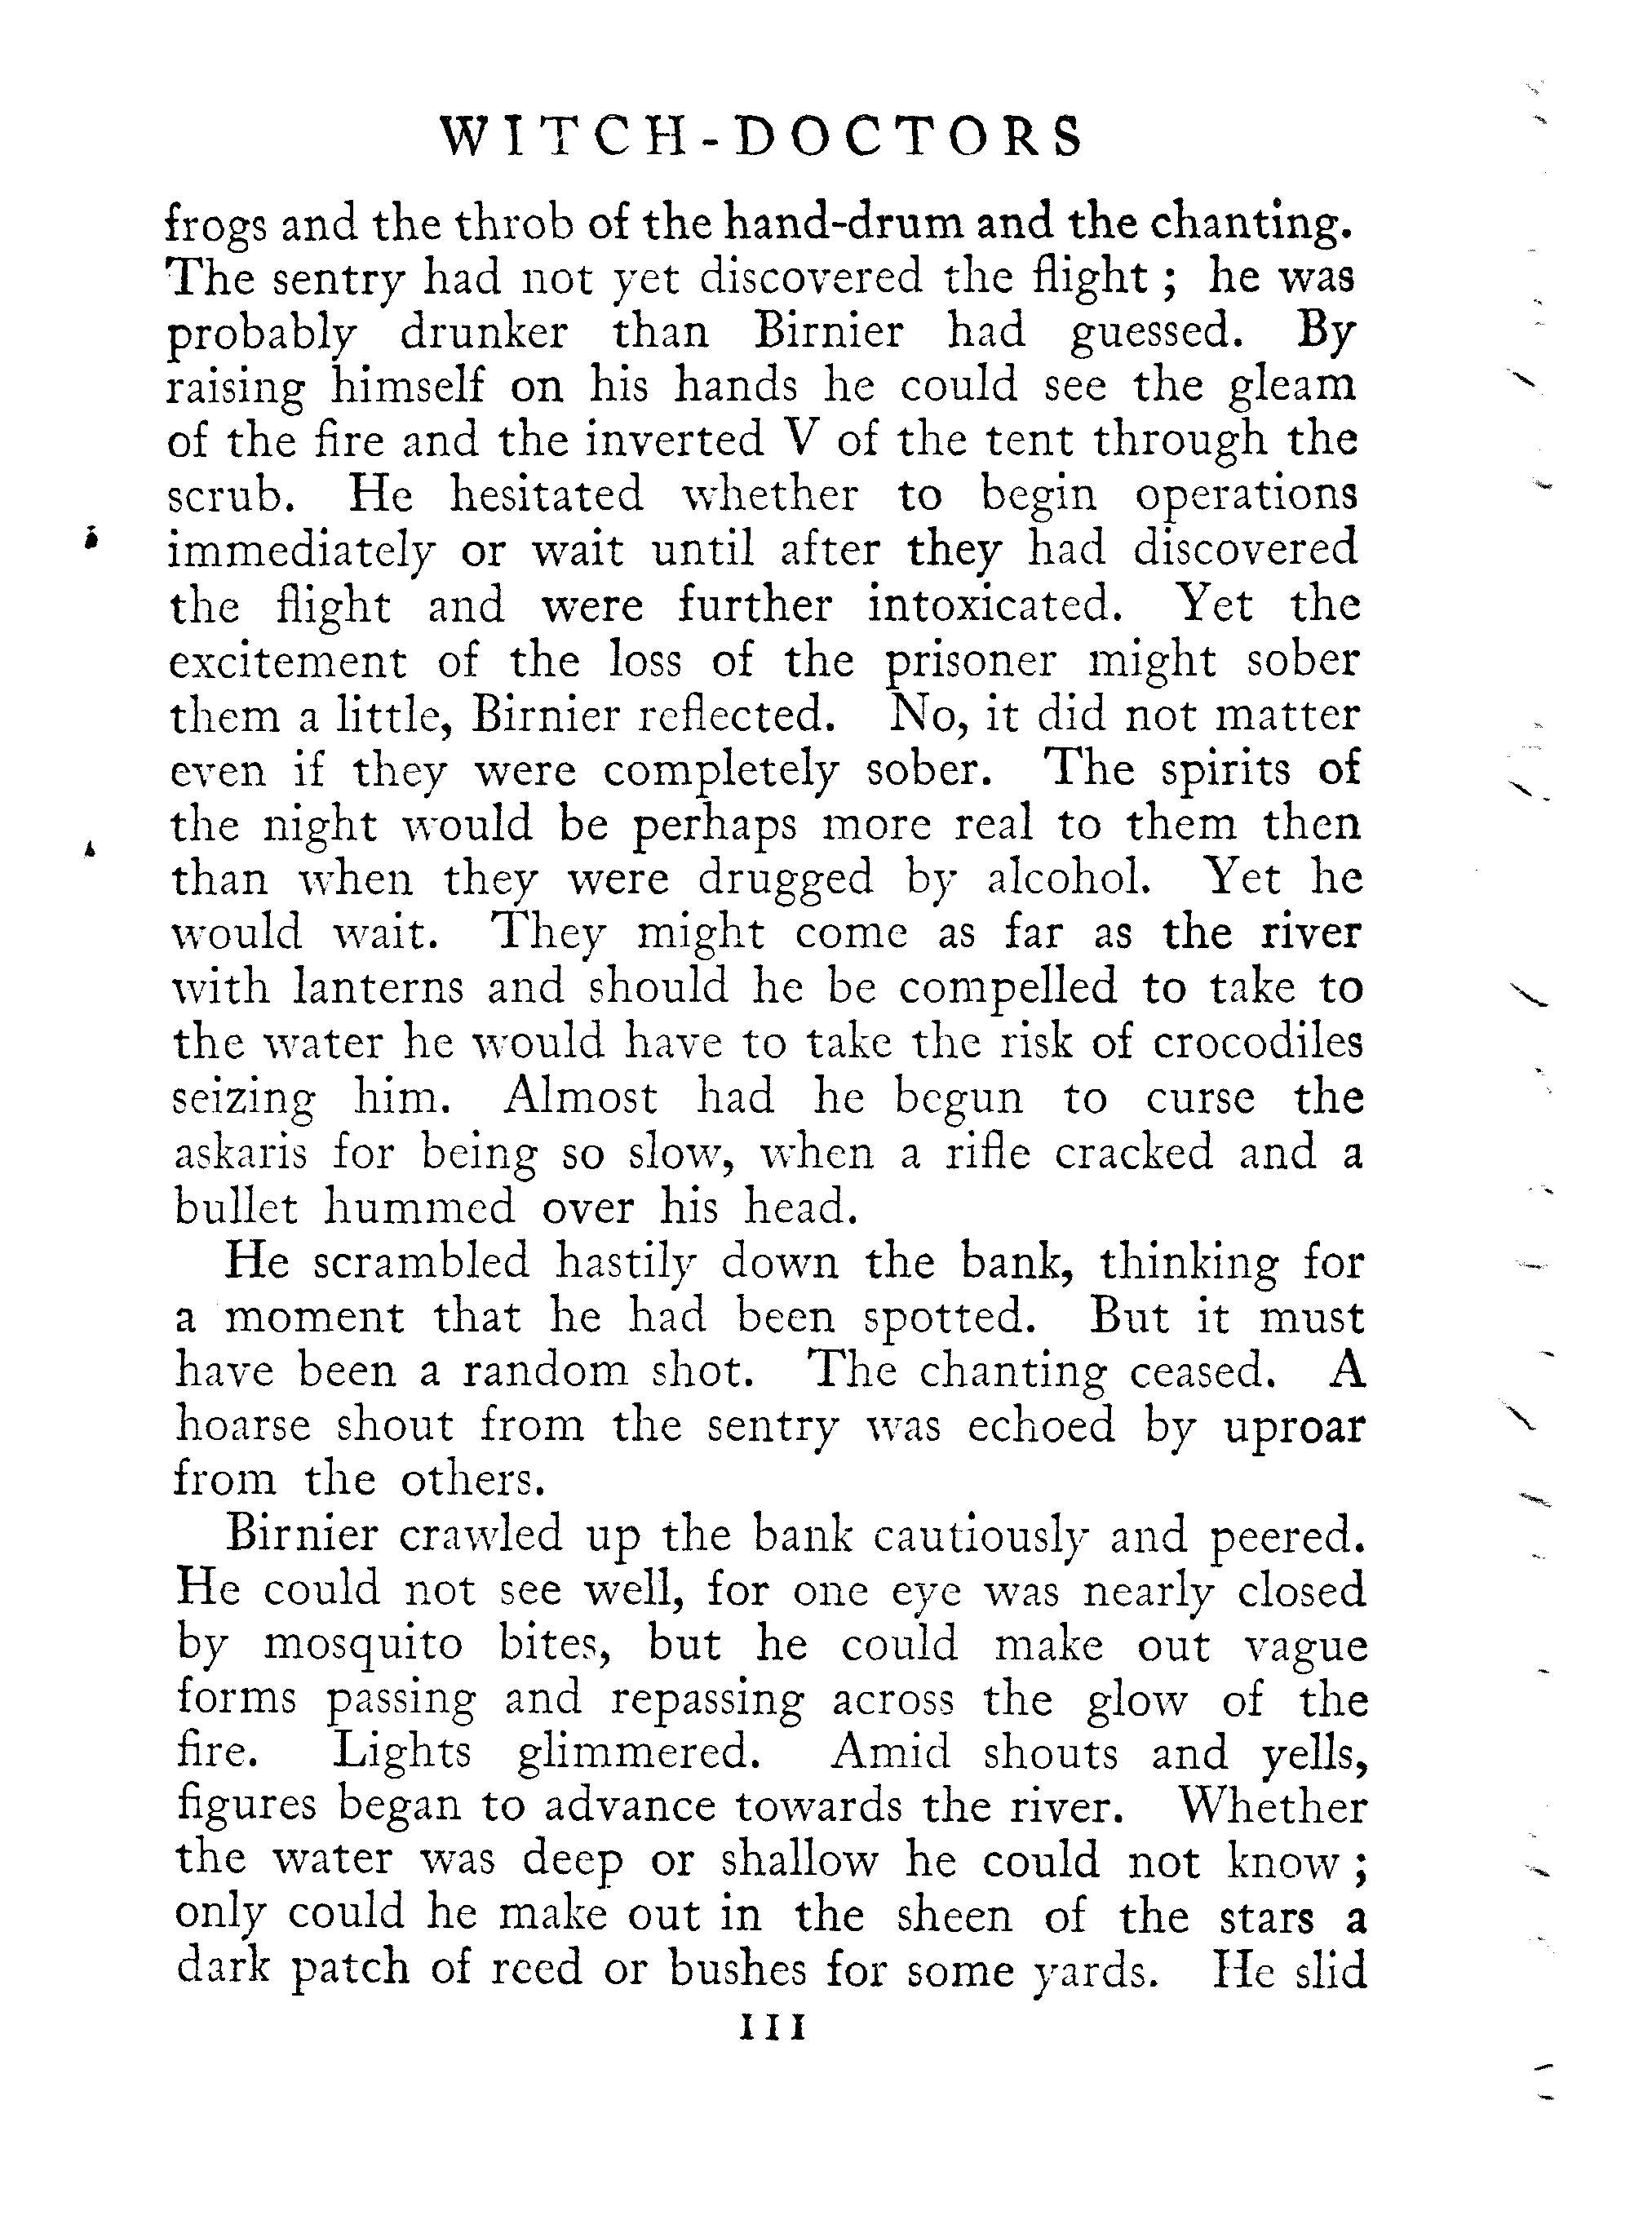 WITCH-DOCTORS
frogs and the throb of the hand-drum and the chanting.
The sentry had not yet discovered the flight ; he was
probably drunker than Birnier had guessed. By
raising himself on his hands he could see the gleam
of the fire and the inverted V of the tent through the
scrub. He hesitated whether to begin operations
immediately or wait until after they had discovered
the flight and were further intoxicated. Yet the
excitement of the loss of the prisoner might sober
them a little, Birnier reflected. No, it did not matter
even if they were completely sober. The spirits of
the night would be perhaps more real to them then
than when they were drugged by alcohol. Yet he
would wait. They might come as far as the river
with lanterns and should he be compelled to take to
the water he would have to take the risk of crocodiles
seizing him. Almost had he begun to curse the
askaris for being so slow, when a rifle cracked and a
bullet hummed over his head.
He scrambled hastily down the bank, thinking for
a moment that he had been spotted. But it must
have been a random shot. The chanting ceased. A
hoarse shout from the sentry was echoed by uproar
from the others.
Birnier crawled up the bank cautiously and peered.
He could not see well, for one eye was nearly closed
by mosquito bites, but he could make out vague
forms passing and repassing across the glow of the
fire. Lights glimmered. Amid shouts and yells,
figures began to advance towards the river. Whether
the water was deep or shallow he could not know ;
only could he make out in the sheen of the stars a
dark patch of reed or bushes for some yards. He slid
111